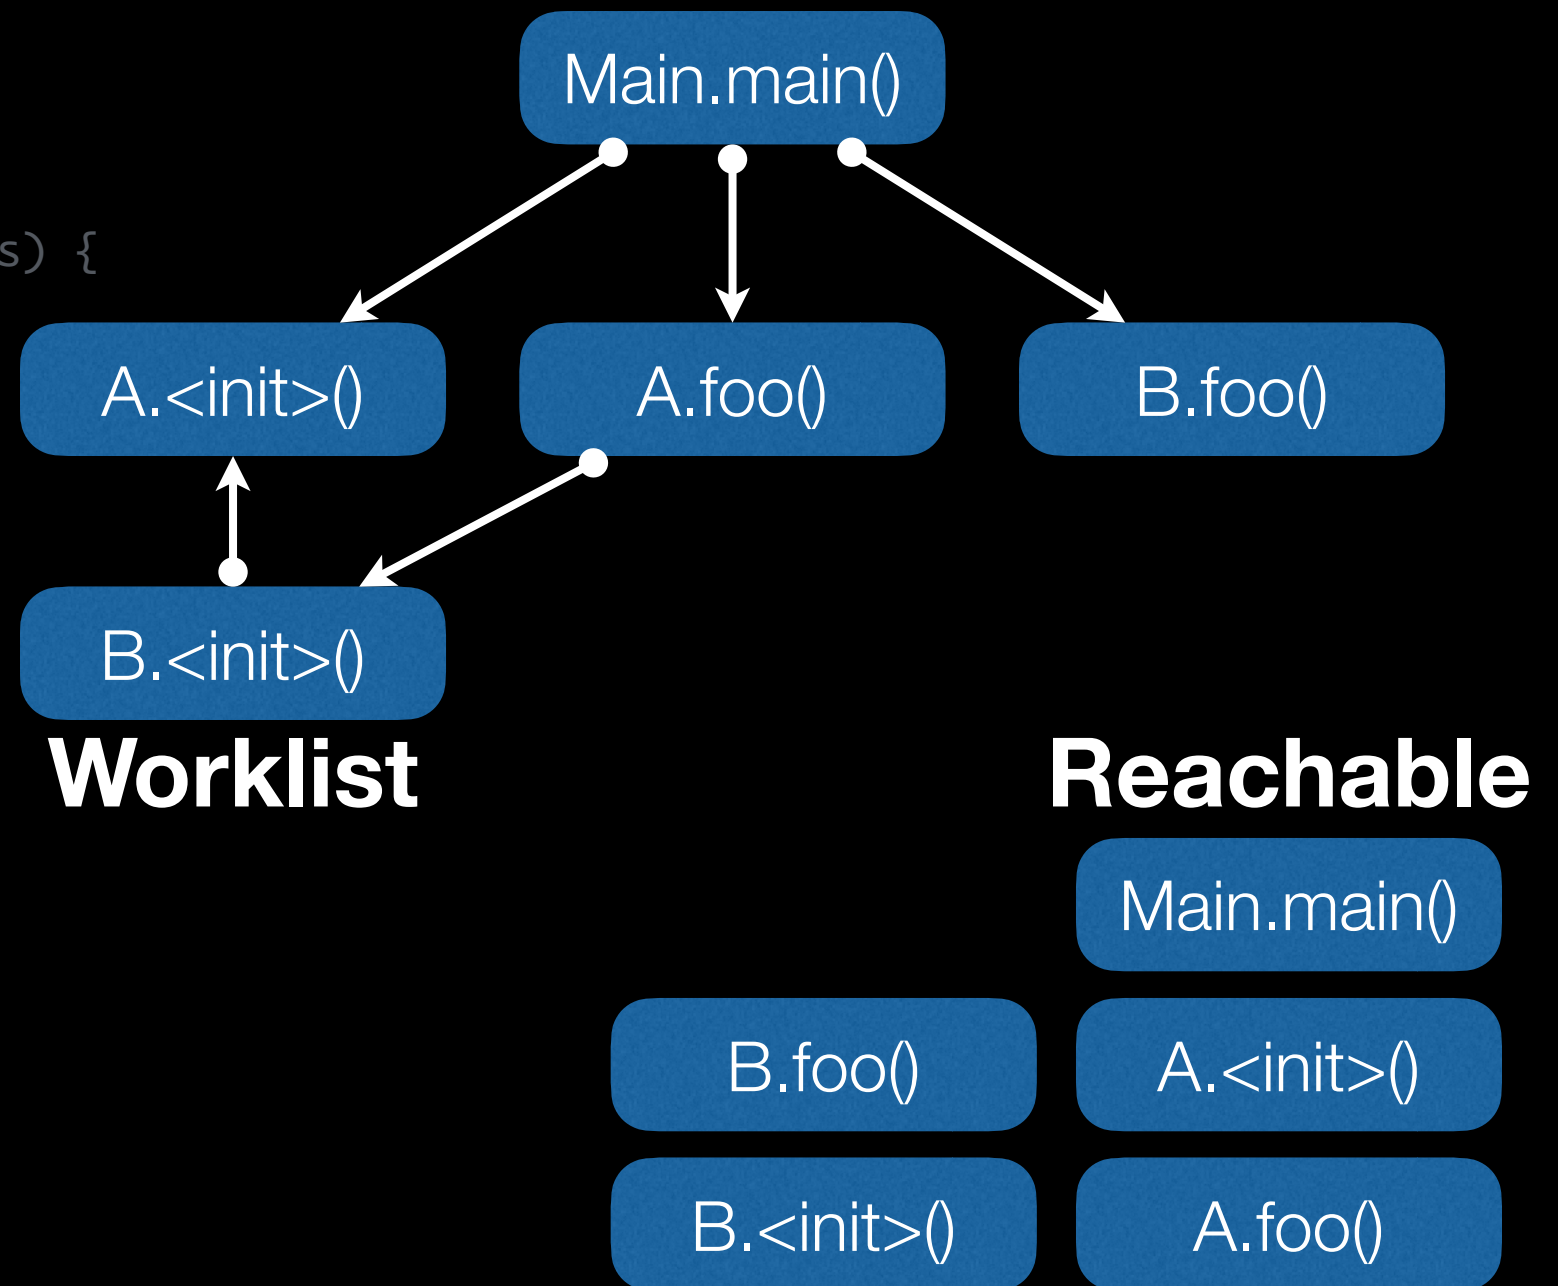 Main.main()
s) {
A.<init>()
A.foo()
B.foo()
B.<init>()
Worklist
Reachable
Main.main()
B.foo()
A.<init>()
B.<init>()
A.foo()